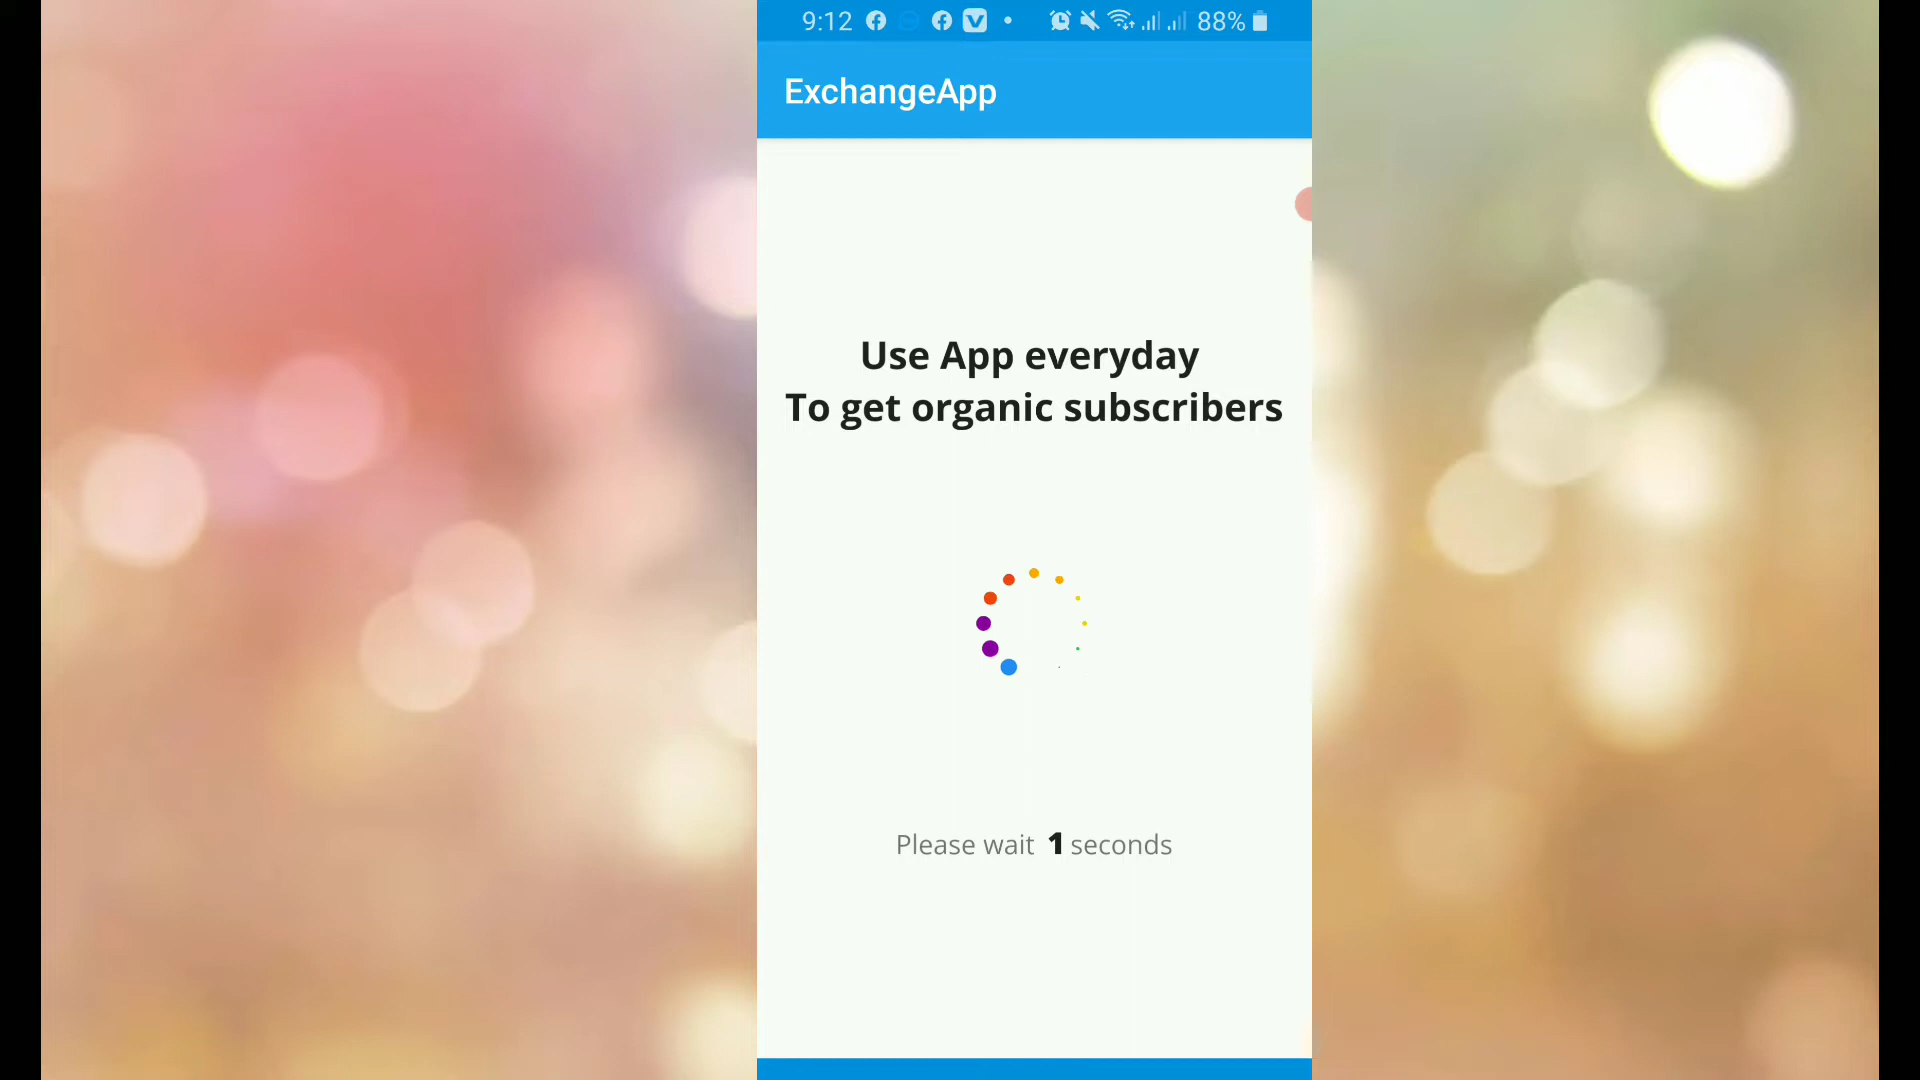 9:12 88%
ExchangeApp
Use App everyday
To get organic subscribers
Please wait 1 seconds